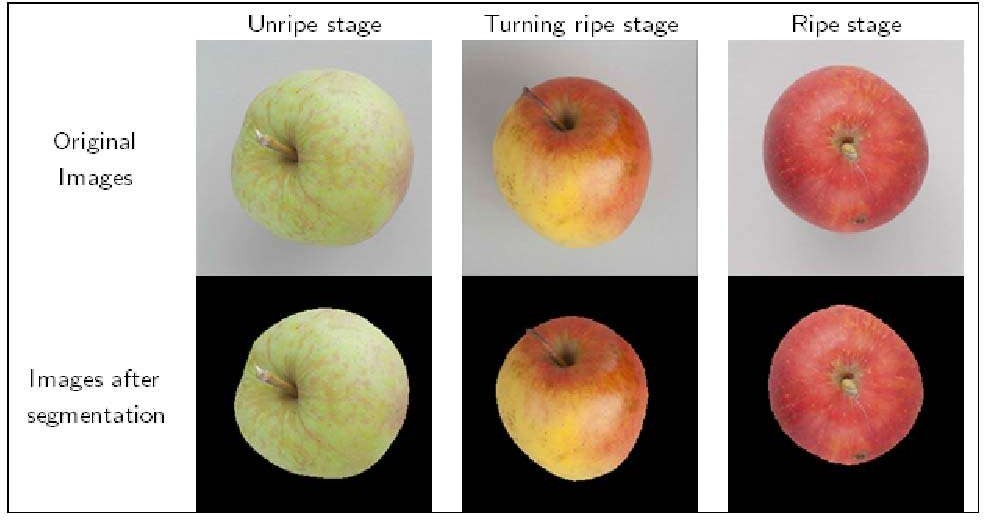 Unripe stage
Turning ripe stage
Ripe stage
Original
Images
Images after
segmentation